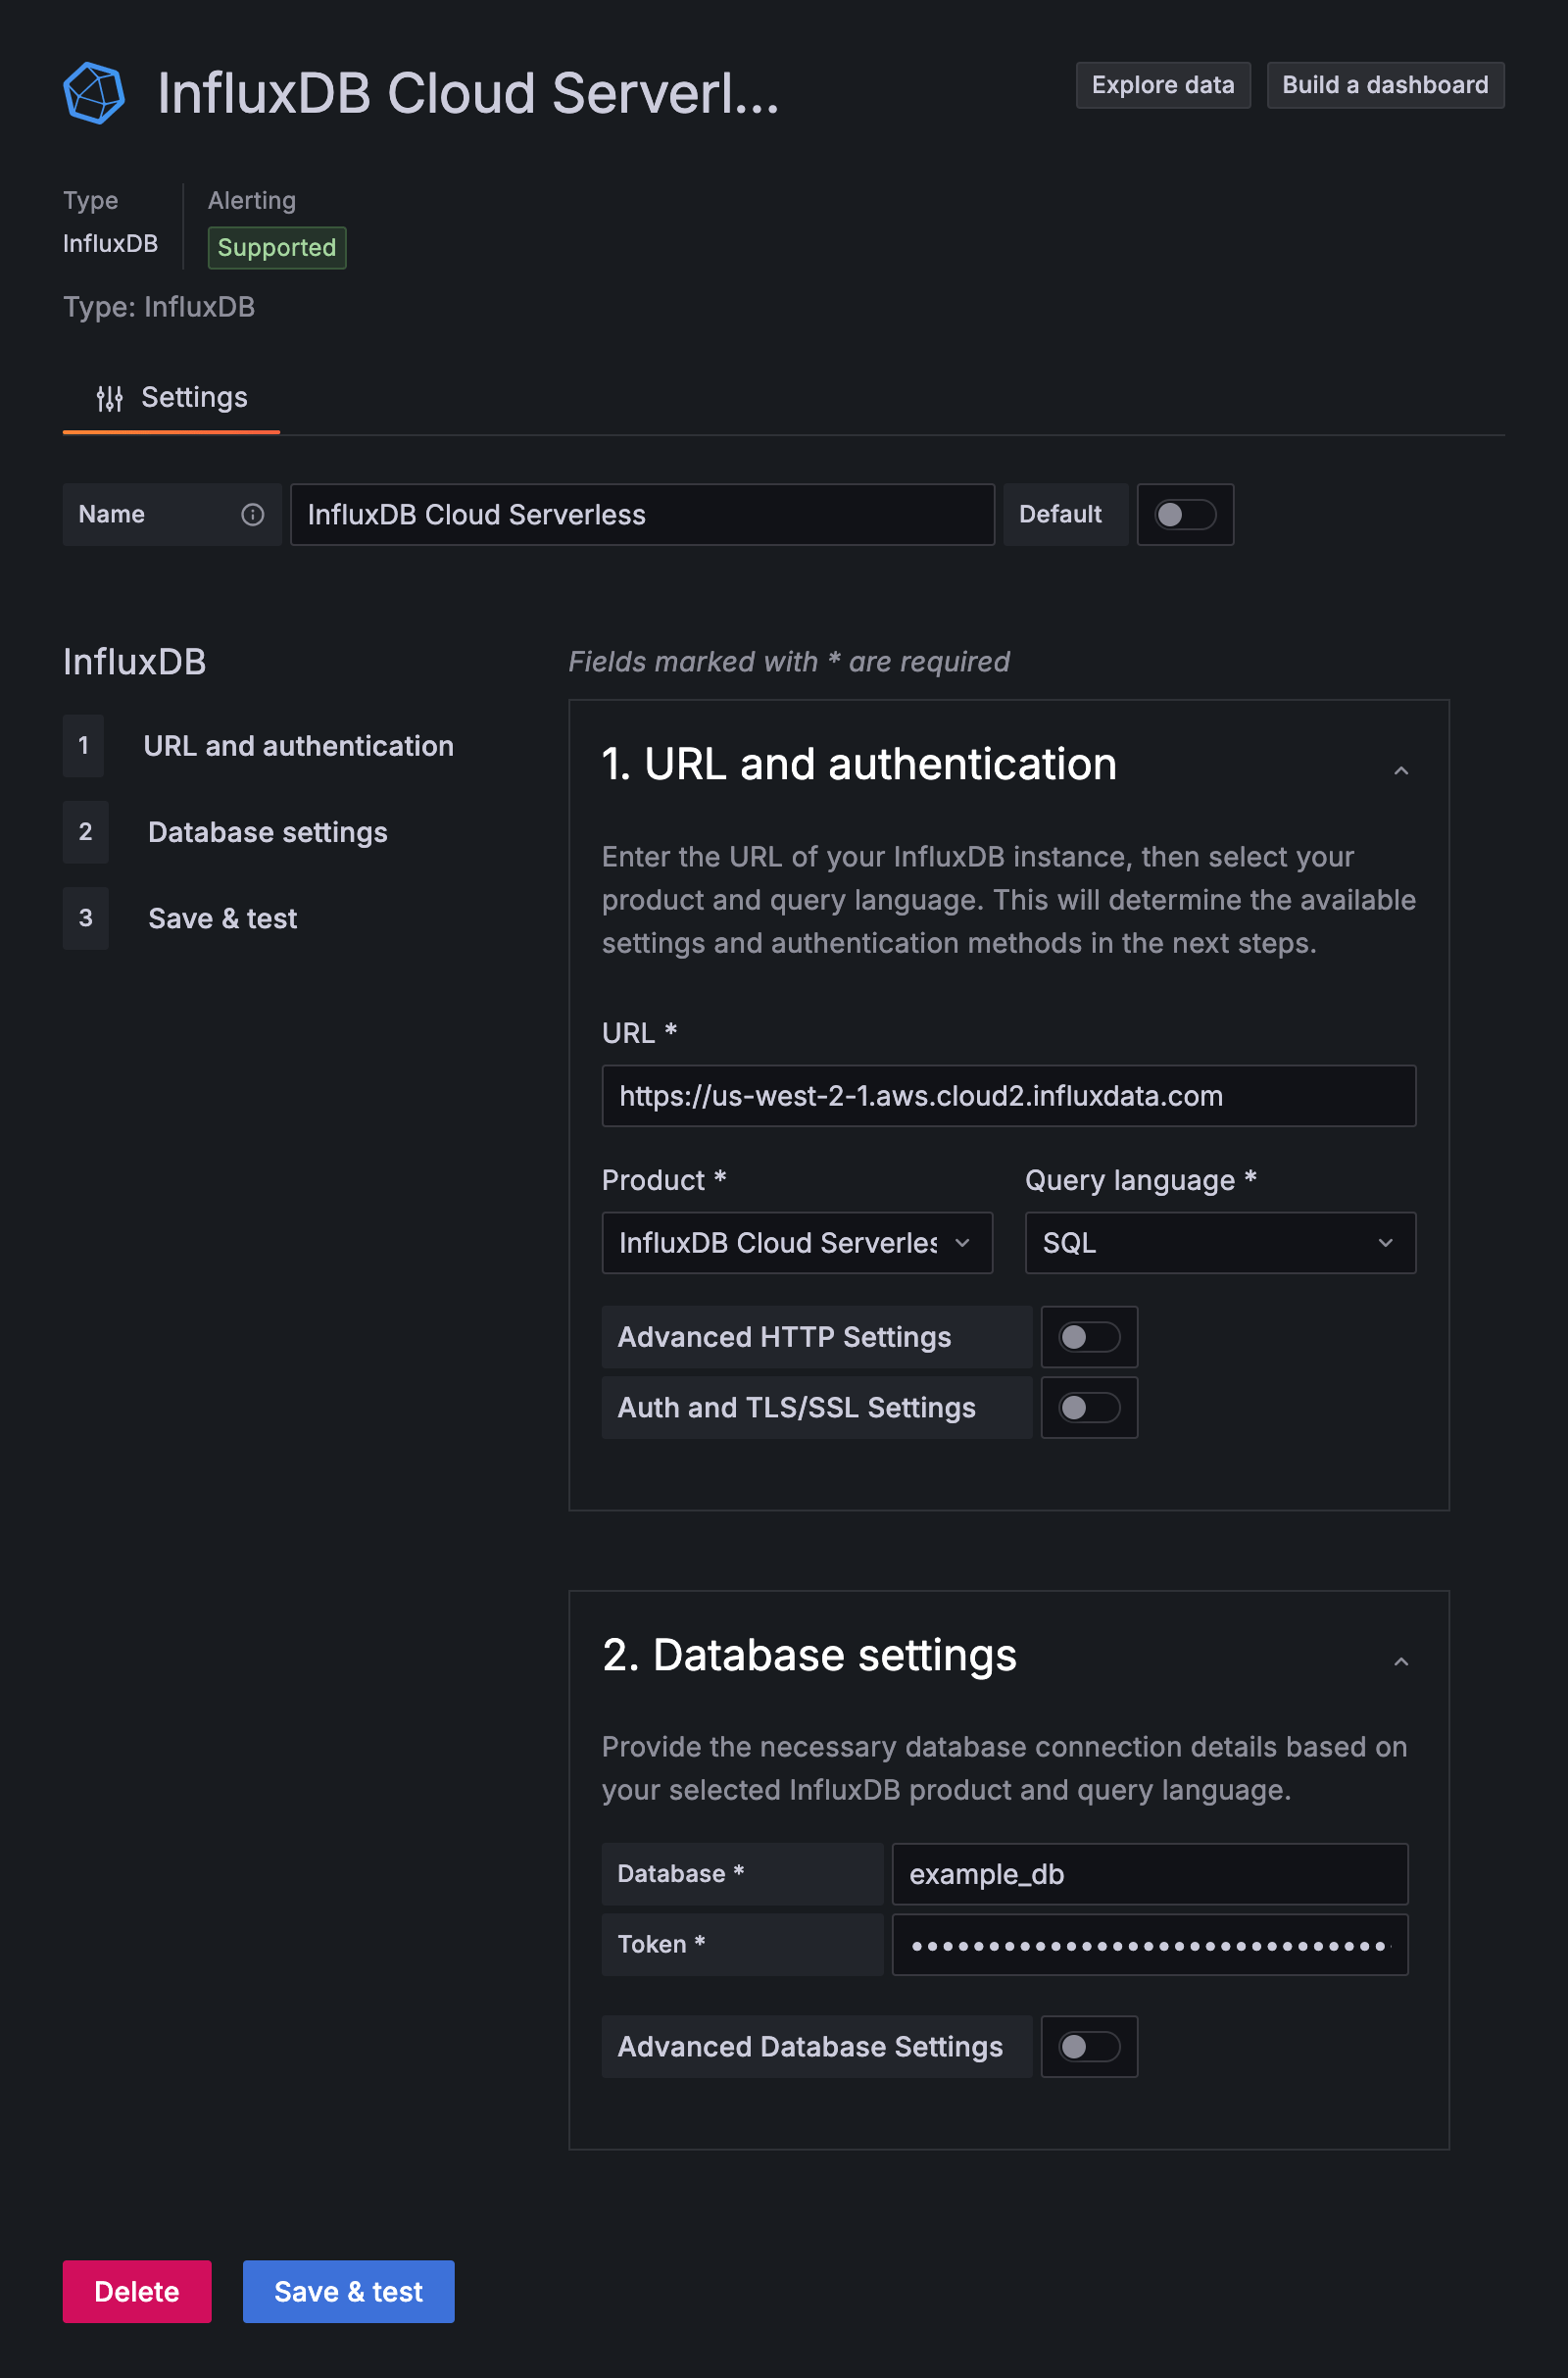 InfluxDB Cloud Serverl...
Explore data
Build a dashboard
Type
InfluxDB
Alerting
Supported
Type: InfluxDB
Settings
Name
InfluxDB Cloud Serverless
Default
InfluxDB
1 URL and authentication
2 Database settings
3 Save & test
Fields marked with * are required
1. URL and authentication
Enter the URL of your InfluxDB instance, then select your
product and query language. This will determine the available
settings and authentication methods in the next steps.
URL *
https://us-west-2-1.aws.cloud2.influxdata.com
Product *
Query language *
InfluxDB Cloud Serverles
SQL
Advanced HTTP Settings
Auth and TLS/SSL Settings
2. Database settings
Provide the necessary database connection details based on
your selected InfluxDB product and query language.
Database *
example_db
Token *
Advanced Database Settings
Delete
Save & test